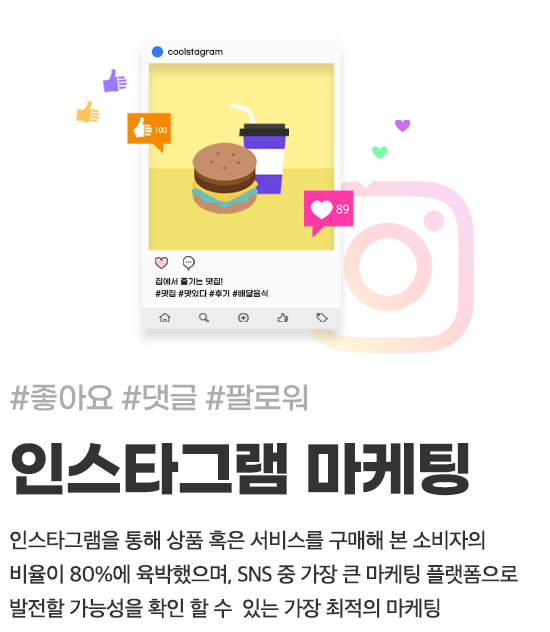 coolstagram
100
89
집에서 즐기는 맛집!
#맛집 #맛있다 #후기 #배달음식
#좋아요 #댓글 #팔로워
인스타그램 마케팅
인스타그램을 통해 상품 혹은 서비스를 구매해 본 소비자의
비율이 80%에 육박했으며, SNS 중 가장 큰 마케팅 플랫폼으로
발전할 가능성을 확인 할 수 있는 가장 최적의 마케팅